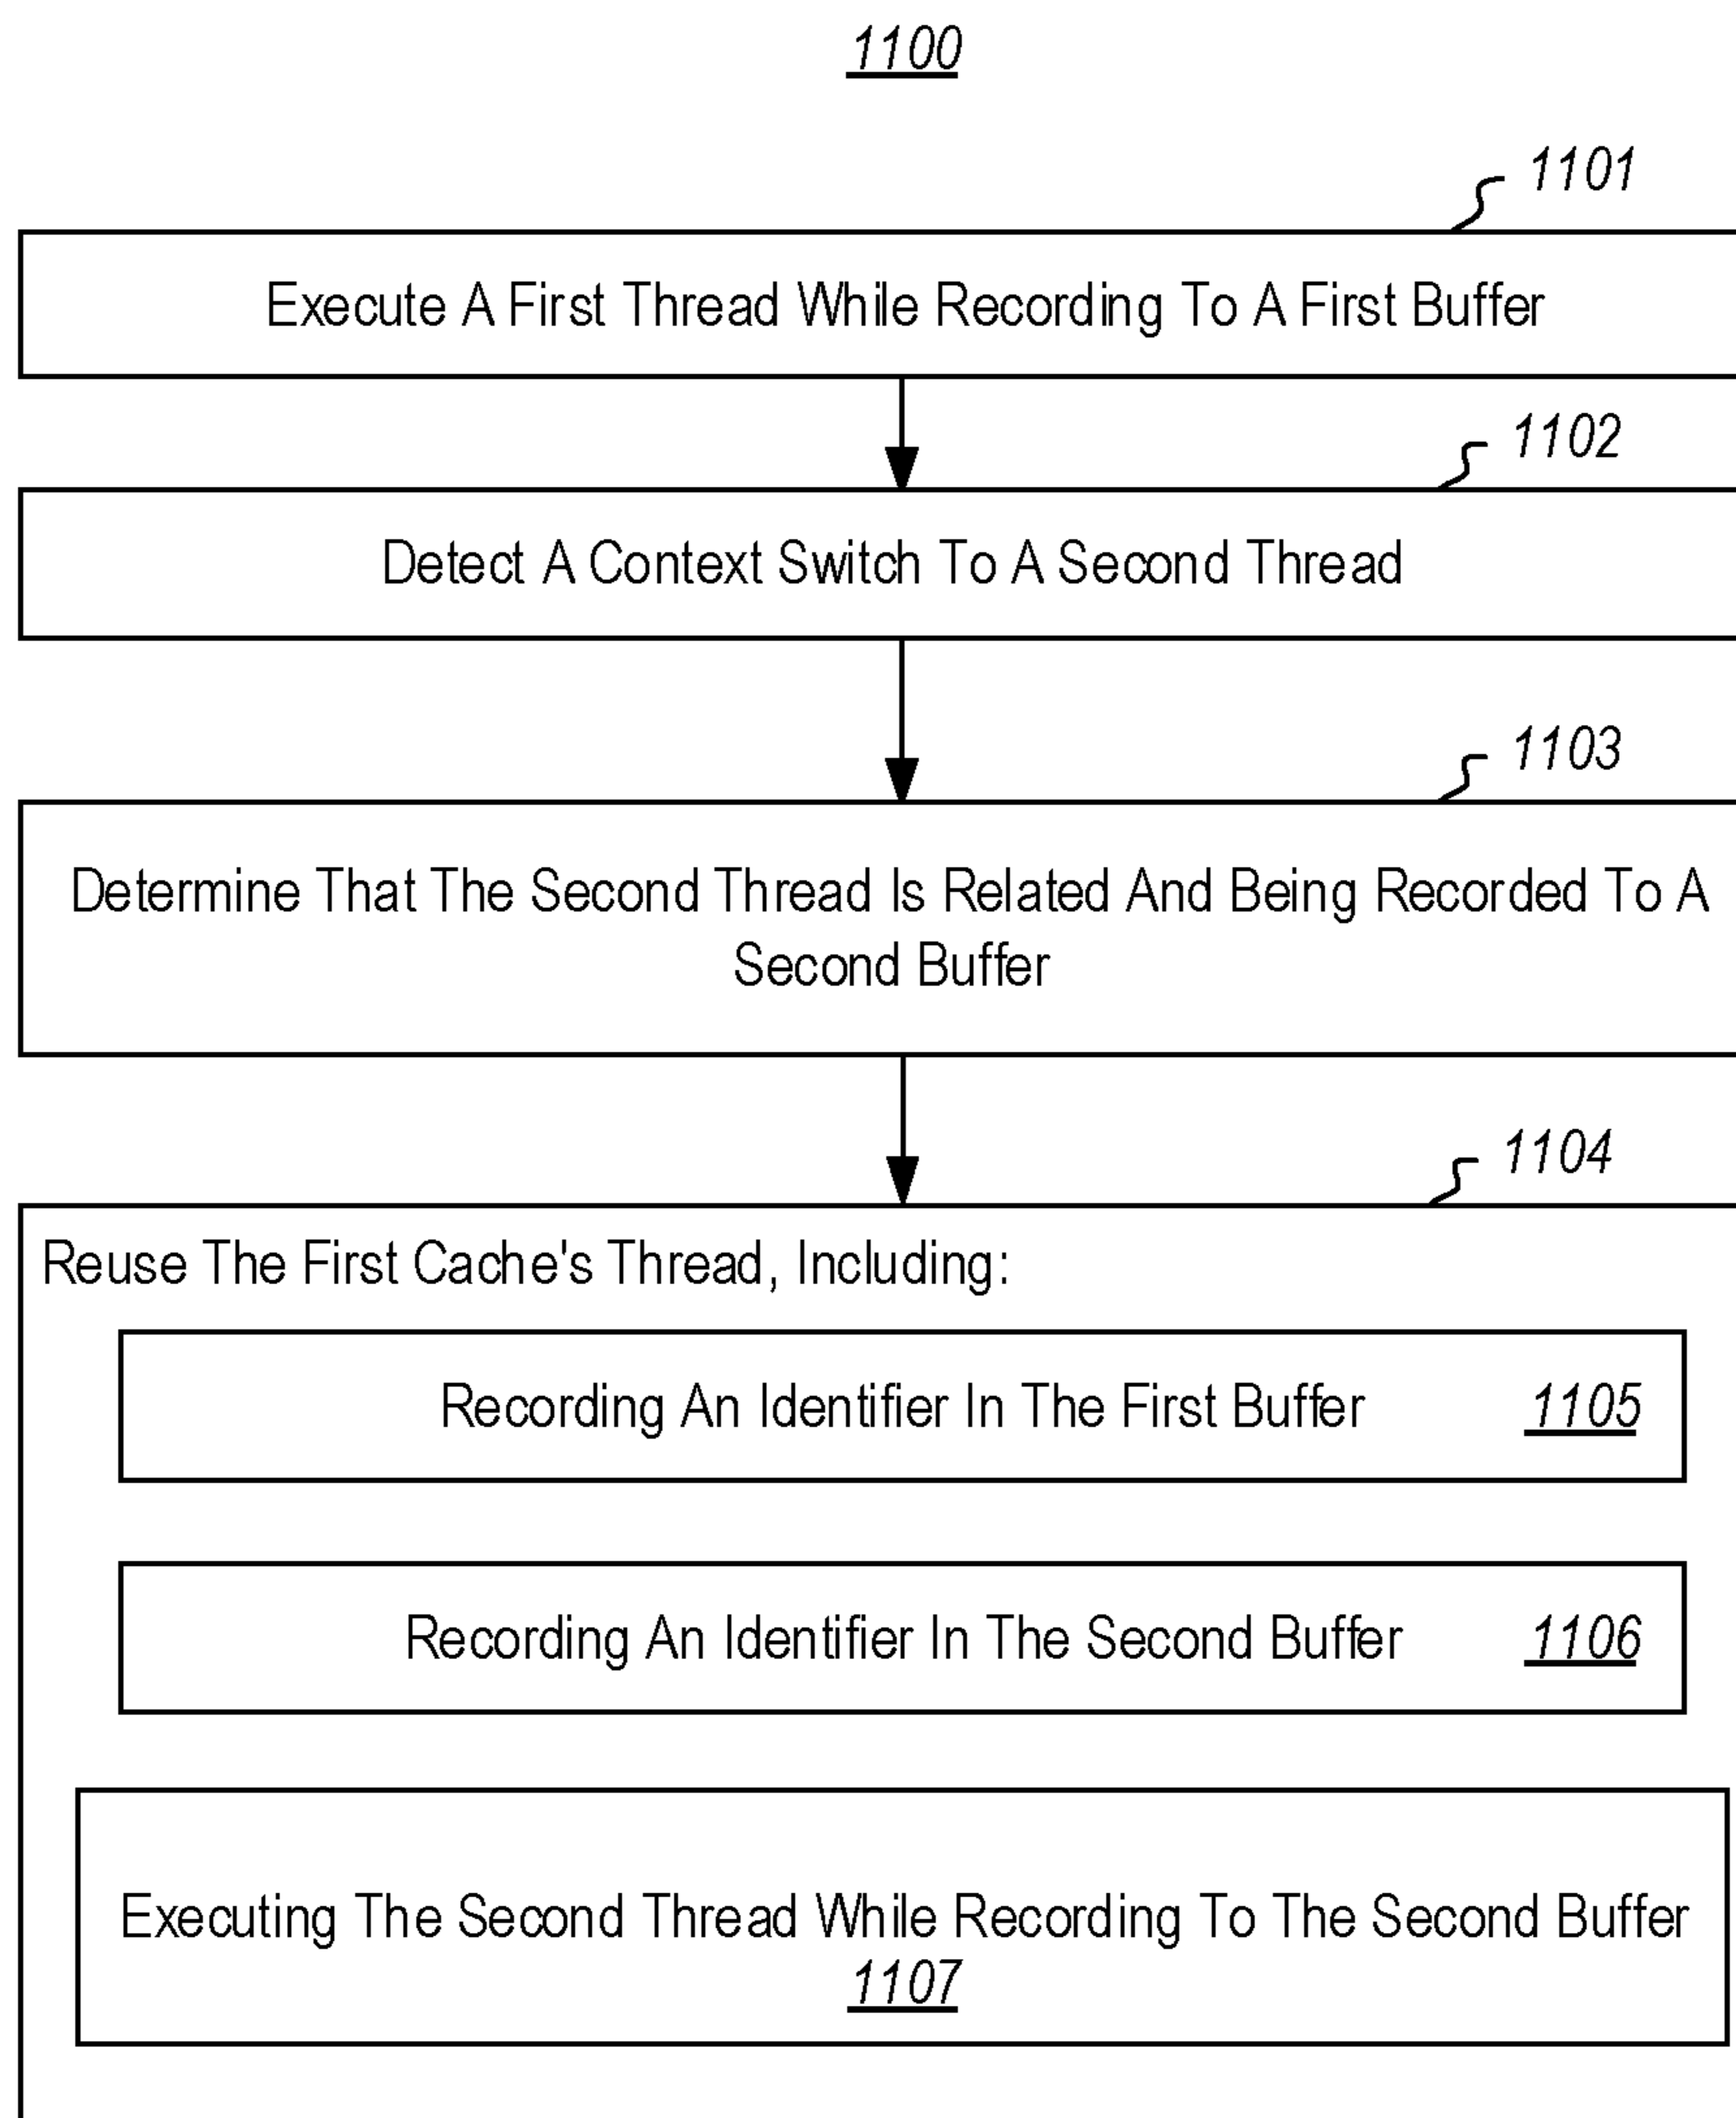 1100
1101
Execute A First Thread While Recording To A First Buffer
1102
Detect A Context Switch To A Second Thread
1103
Determine That The Second Thread Is Related And Being Recorded To A
Second Buffer
1104
Reuse The First Cache's Thread, Including:
Recording An Identifier In The First Buffer 1105
Recording An Identifier In The Second Buffer 1106
Executing The Second Thread While Recording To The Second Buffer
1107